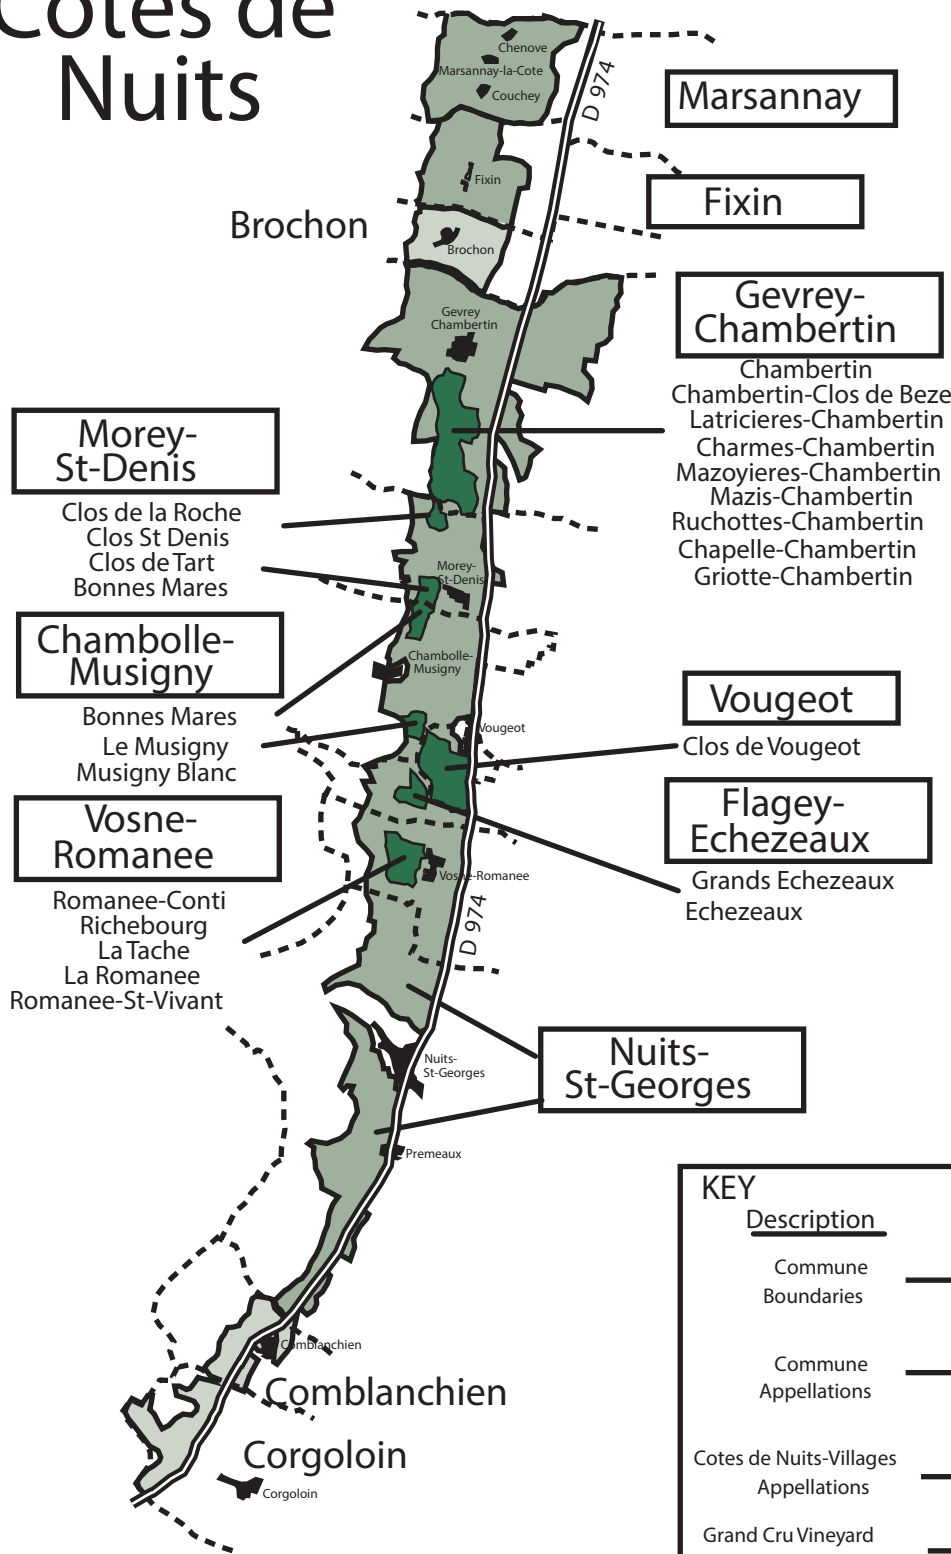 Cotes de
Nuits
Chenove
Marsannay-la-Cote
Couchey
D 974
Marsannay
Fixin
Fixin
Brochon
Brochon
Gevrey
Chambertin
Gevrey-
Chambertin
Chambertin
Chambertin-Clos de Beze
Latricieres-Chambertin
Charmes-Chambertin
Mazoyieres-Chambertin
Mazis-Chambertin
Ruchottes-Chambertin
Chapelle-Chambertin
Griotte-Chambertin
Morey-
St-Denis
Clos de la Roche
Clos St Denis
Clos de Tart
Bonnes Mares
Morey-
St-Denis
Chambolle-
Musigny
Bonnes Mares
Le Musigny
Musigny Blanc
Chambolle-
Musigny
Vougeot
Vougeot
Clos de Vougeot
Flagey-
Echezeaux
Grands Echezeaux
Echezeaux
Vosne-
Romanee
Romanee-Conti
Richebourg
La Tache
La Romanee
Romanee-St-Vivant
Vosne-Romanee
D 974
Nuits-
St-Georges
Nuits-
St-Georges
Premeaux
Comblanchien
Comblanchien
Corgoloin
Corgoloin
KEY
Description
Commune
Boundaries
Commune
Appellations
Cotes de Nuits-Villages
Appellations
Grand Cru Vineyard